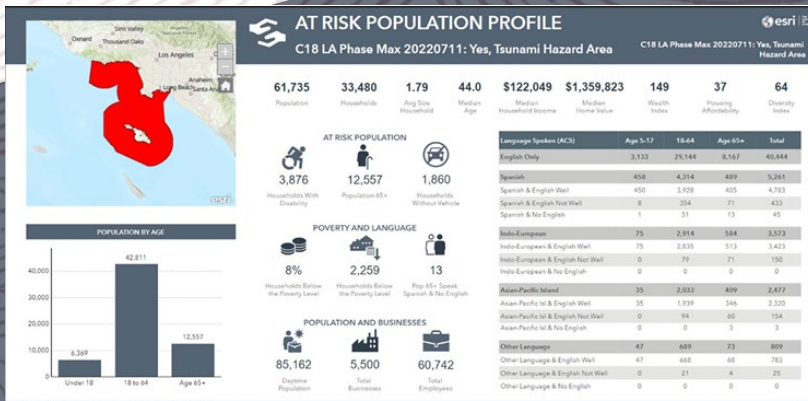 AT RISK POPULATION PROFILE
C18 LA Phase Max 20220711: Yes, Tsunami Hazard Area
esri
C18 LA Phase Max 20220711: Yes, Tsunami
Hazard Area
Simi Valley
Oxnard
Thousand Oaks
Los Angeles
Anaheim
Long Beach
Santa Ana
esri
61,735
Population
33,480
Households
1.79
Avg Size
Household
44.0
Median
Age
$122,049
Median
Household Income
$1,359,823
Median
Home Value
149
Wealth
Index
37
Housing
Affordability
64
Diversity
Index
AT RISK POPULATION
3,876
Households With
Disability
12,557
Population 65+
1,860
Households
Without Vehicle
POVERTY AND LANGUAGE
8%
Households Below
the Poverty Level
2,259
Households Below
the Poverty Level
13
Pop 65+ Speak
Spanish & No English
POPULATION AND BUSINESSES
85,162
Daytime
Population
5,500
Total
Businesses
60,742
Total
Employees
POPULATION BY AGE
40,000
30,000
20,000
10,000
0
6,369
42,811
12,557
Under 18
18 to 64
Age 65+
Language Spoken (ACS) Age 5-17 18-64 Age 65+ Total
English Only 3,133 29,144 8,167 40,444
Spanish 458 4,314 489 5,261
Spanish & English Well 450 3,928 405 4,783
Spanish & English Not Well 8 354 71 433
Spanish & No English 1 31 13 45
Indo-European 75 2,914 584 3,573
Indo-European & English Well 75 2,835 513 3,423
Indo-European & English Not Well 0 79 71 150
Indo-European & No English 0 0 0 0
Asian-Pacific Island 35 2,033 409 2,477
Asian-Pacific Isl & English Well 35 1,939 346 2,320
Asian-Pacific Isl & English Not Well 0 94 60 154
Asian-Pacific Isl & No English 0 0 3 3
Other Language 47 689 73 809
Other Language & English Well 47 668 68 783
Other Language & English Not Well 0 21 4 25
Other Language & No English 0 0 0 0